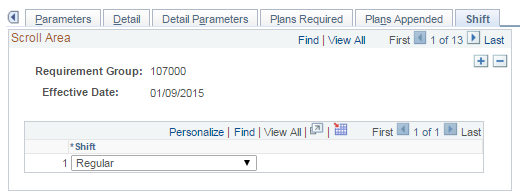 Parameters Detail Detail Parameters Plans Required Plans Appended Shift
Scroll Area Find | View All First 1 of 13 Last
Requirement Group: 107000
Effective Date: 01/09/2015
Personalize | Find | View All | | First 1 of 1 Last
*Shift
1 Regular